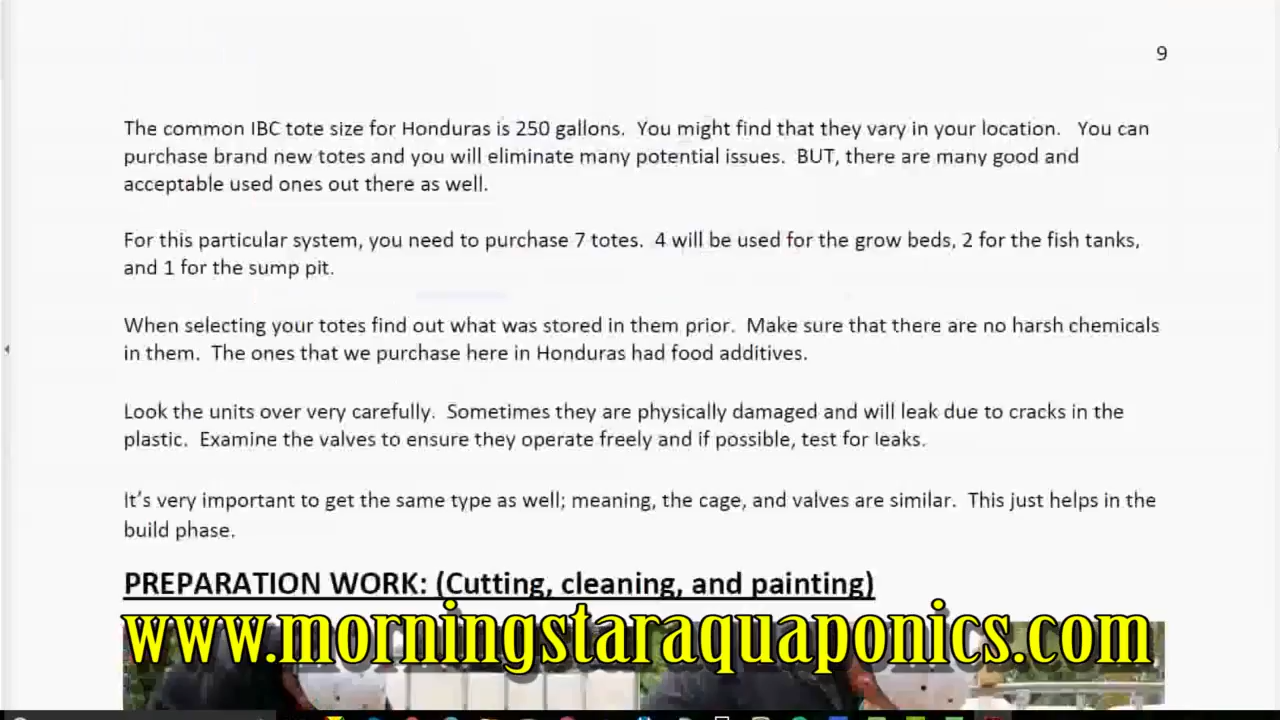 9
The common IBC tote size for Honduras is 250 gallons. You might find that they vary in your location. You can
purchase brand new totes and you will eliminate many potential issues. BUT, there are many good and
acceptable used ones out there as well.
For this particular system, you need to purchase 7 totes. 4 will be used for the grow beds, 2 for the fish tanks,
and 1 for the sump pit.
When selecting your totes find out what was stored in them prior. Make sure that there are no harsh chemicals
in them. The ones that we purchase here in Honduras had food additives.
Look the units over very carefully. Sometimes they are physically damaged and will leak due to cracks in the
plastic. Examine the valves to ensure they operate freely and if possible, test for leaks.
It’s very important to get the same type as well; meaning, the cage, and valves are similar. This just helps in the
build phase.
PREPARATION WORK: (Cutting, cleaning, and painting)
www.morningstaraquaponics.com